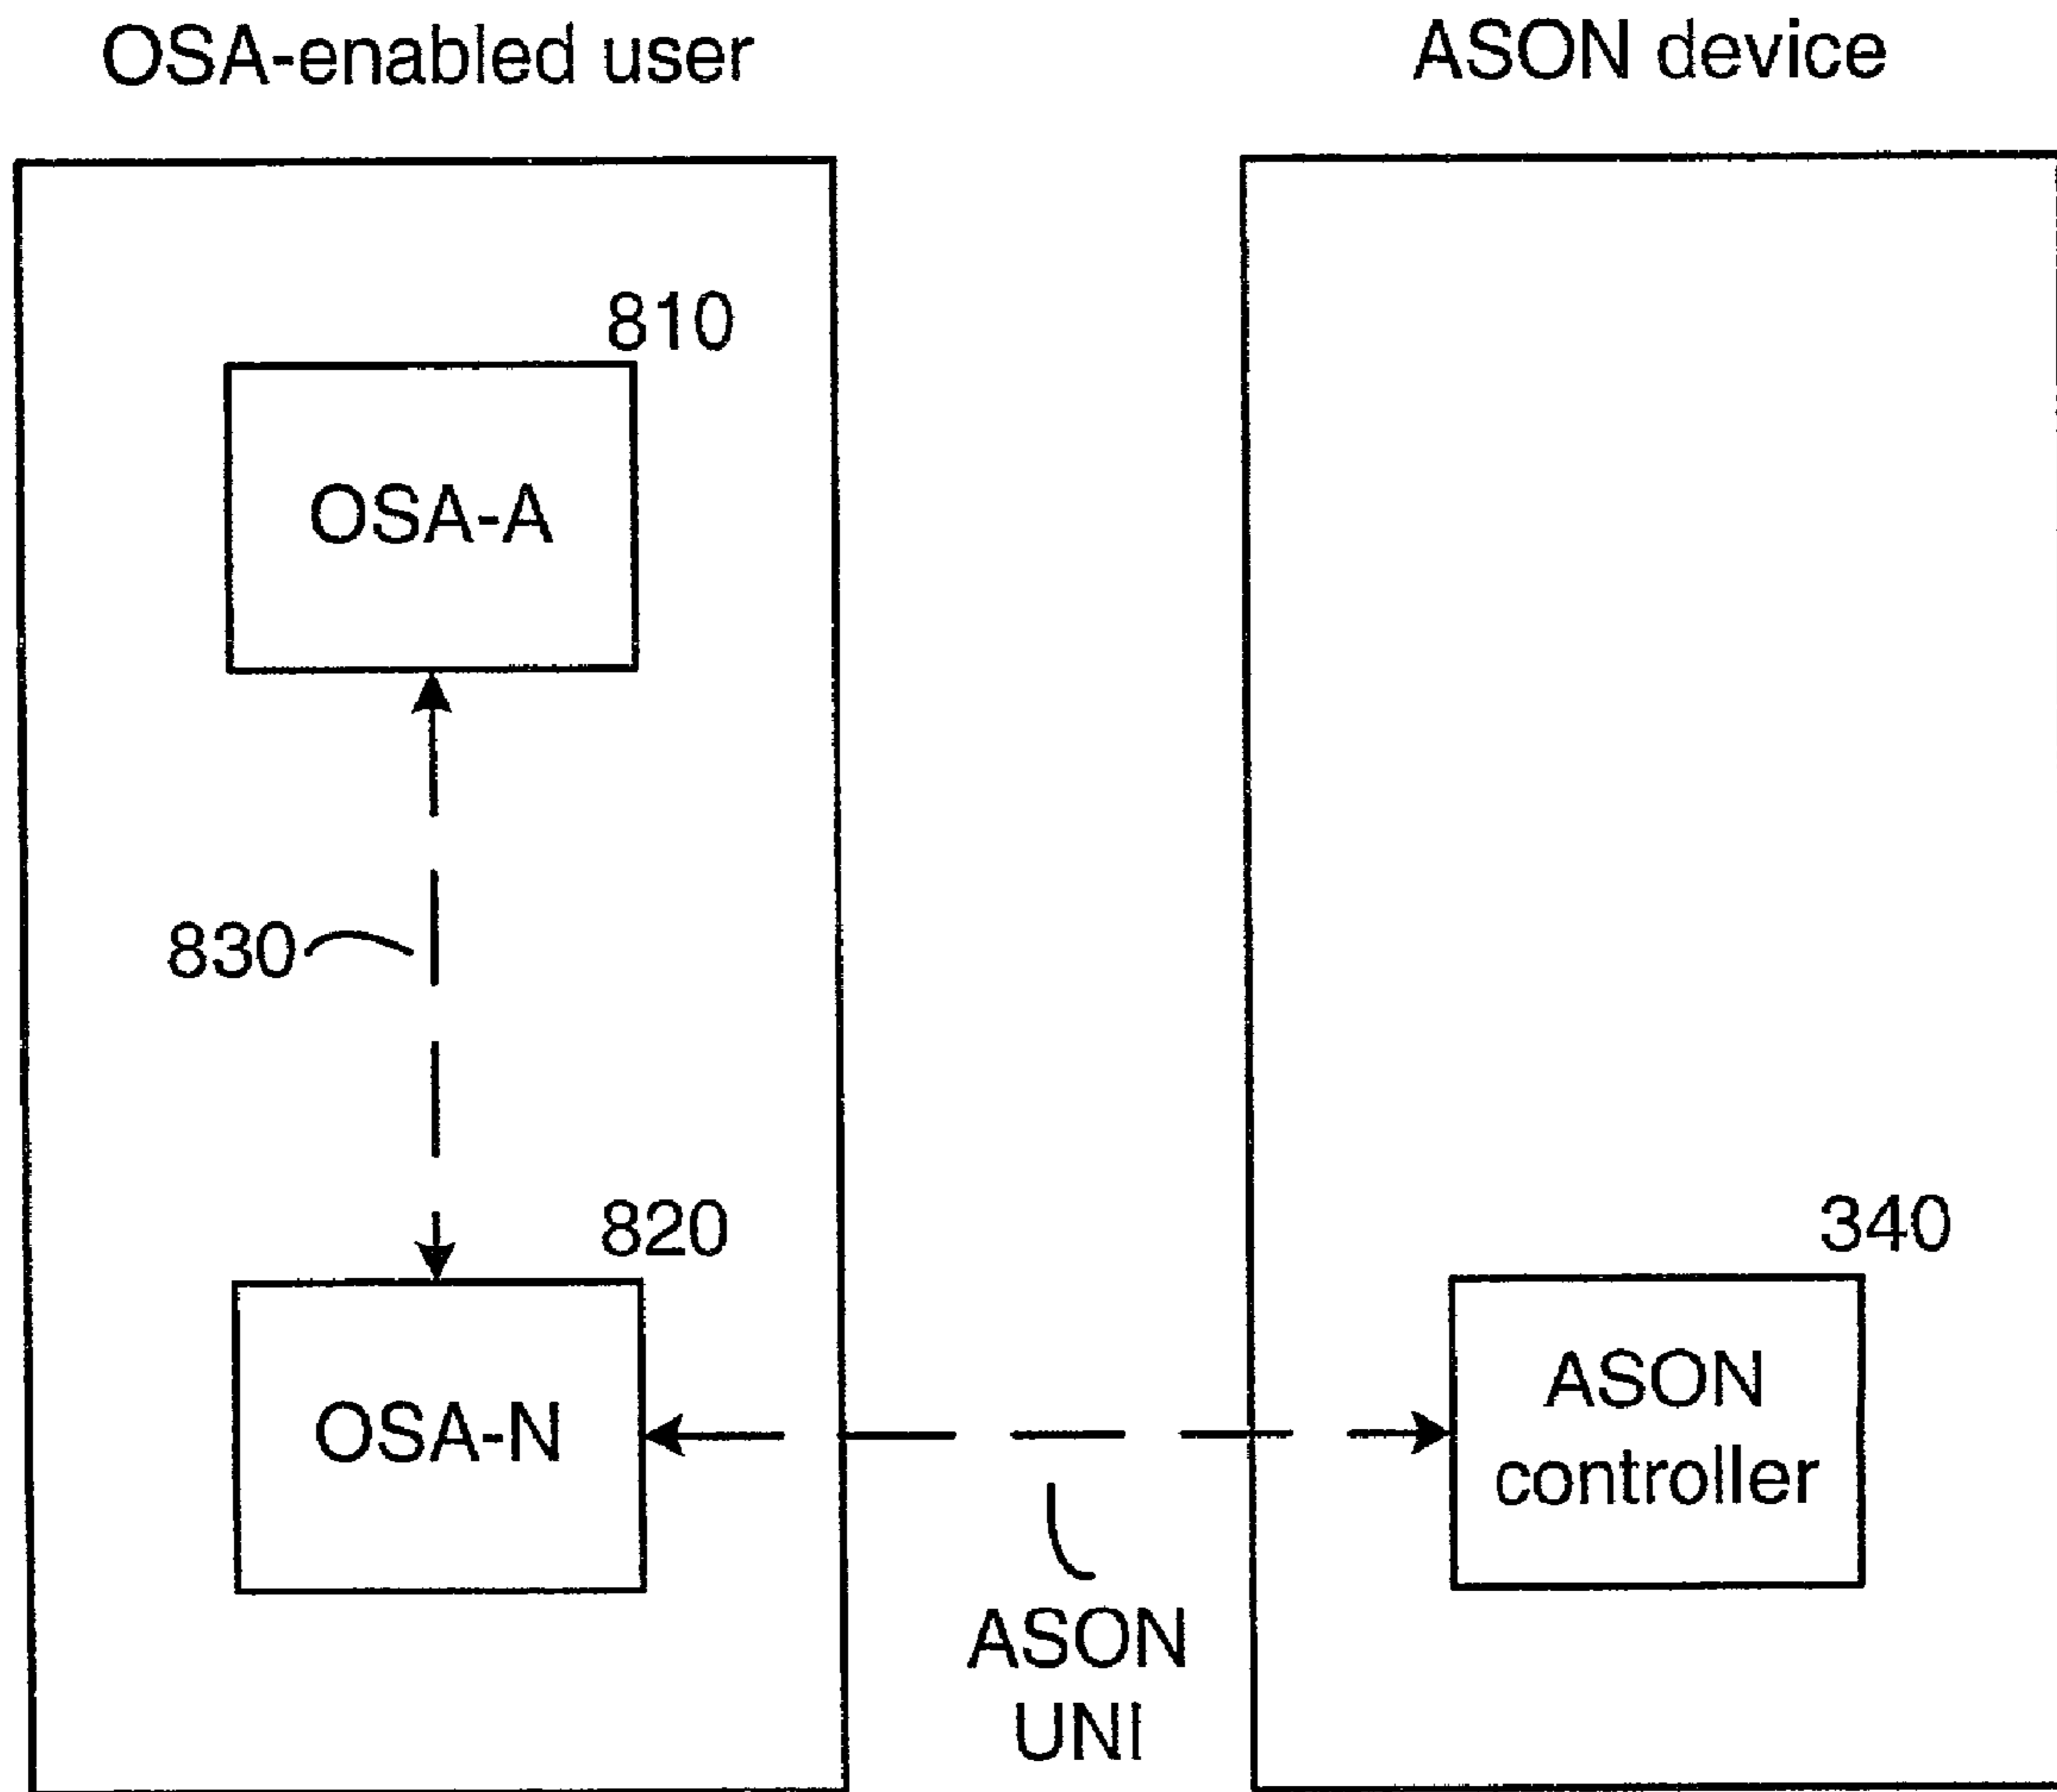 OSA-enabled user
ASON device
810
OSA-A
830
820
340
OSA-N
ASON
controller
ASON
UNI